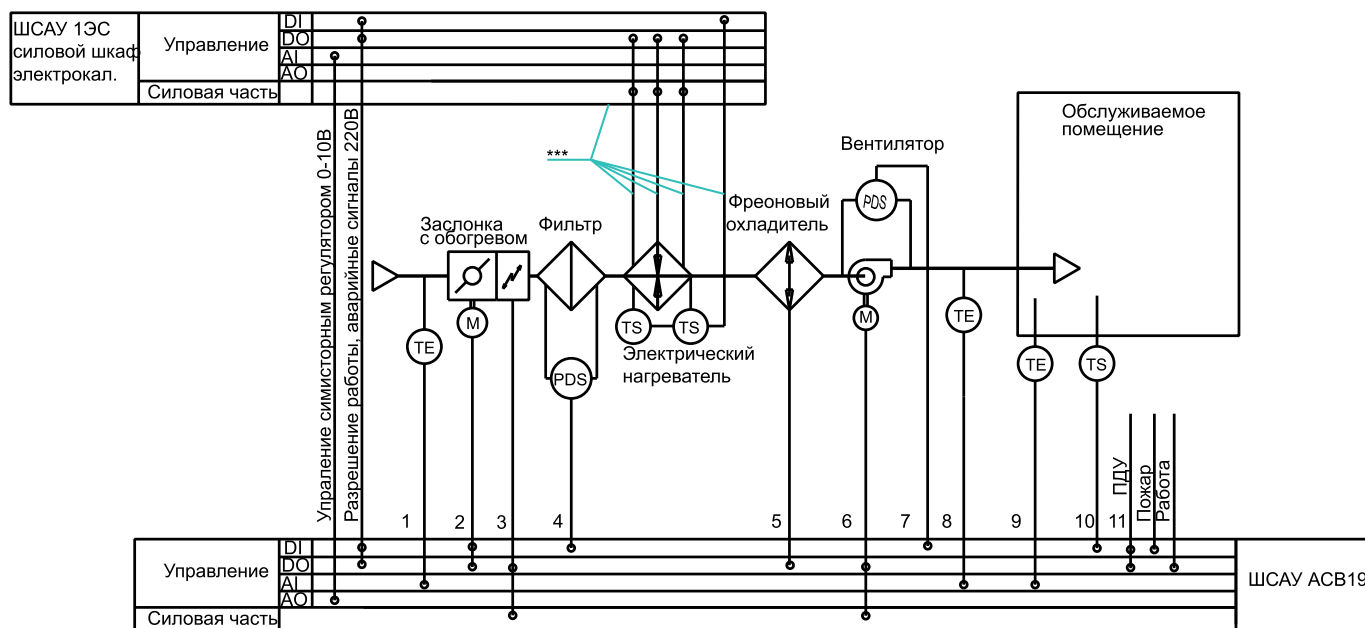 ШСАУ 1ЭС
силовой шкаф
электрокал.
Управление
DI
DO
AI
AO
Силовая часть
Упраление симисторным регулятором 0-10В
Разрешение работы, аварийные сигналы 220В
***
Обслуживаемое
помещение
Вентилятор
PDS
Фреоновый
охладитель
Заслонка
с обогревом
Фильтр
TS
TS
Электрический
нагреватель
M
M
TE
TE
PDS
TE
TS
ПДУ
Пожар
Работа
1
2
3
4
5
6
7
8
9
10
11
Управление
DI
DO
AI
AO
Силовая часть
ШСАУ АСВ19